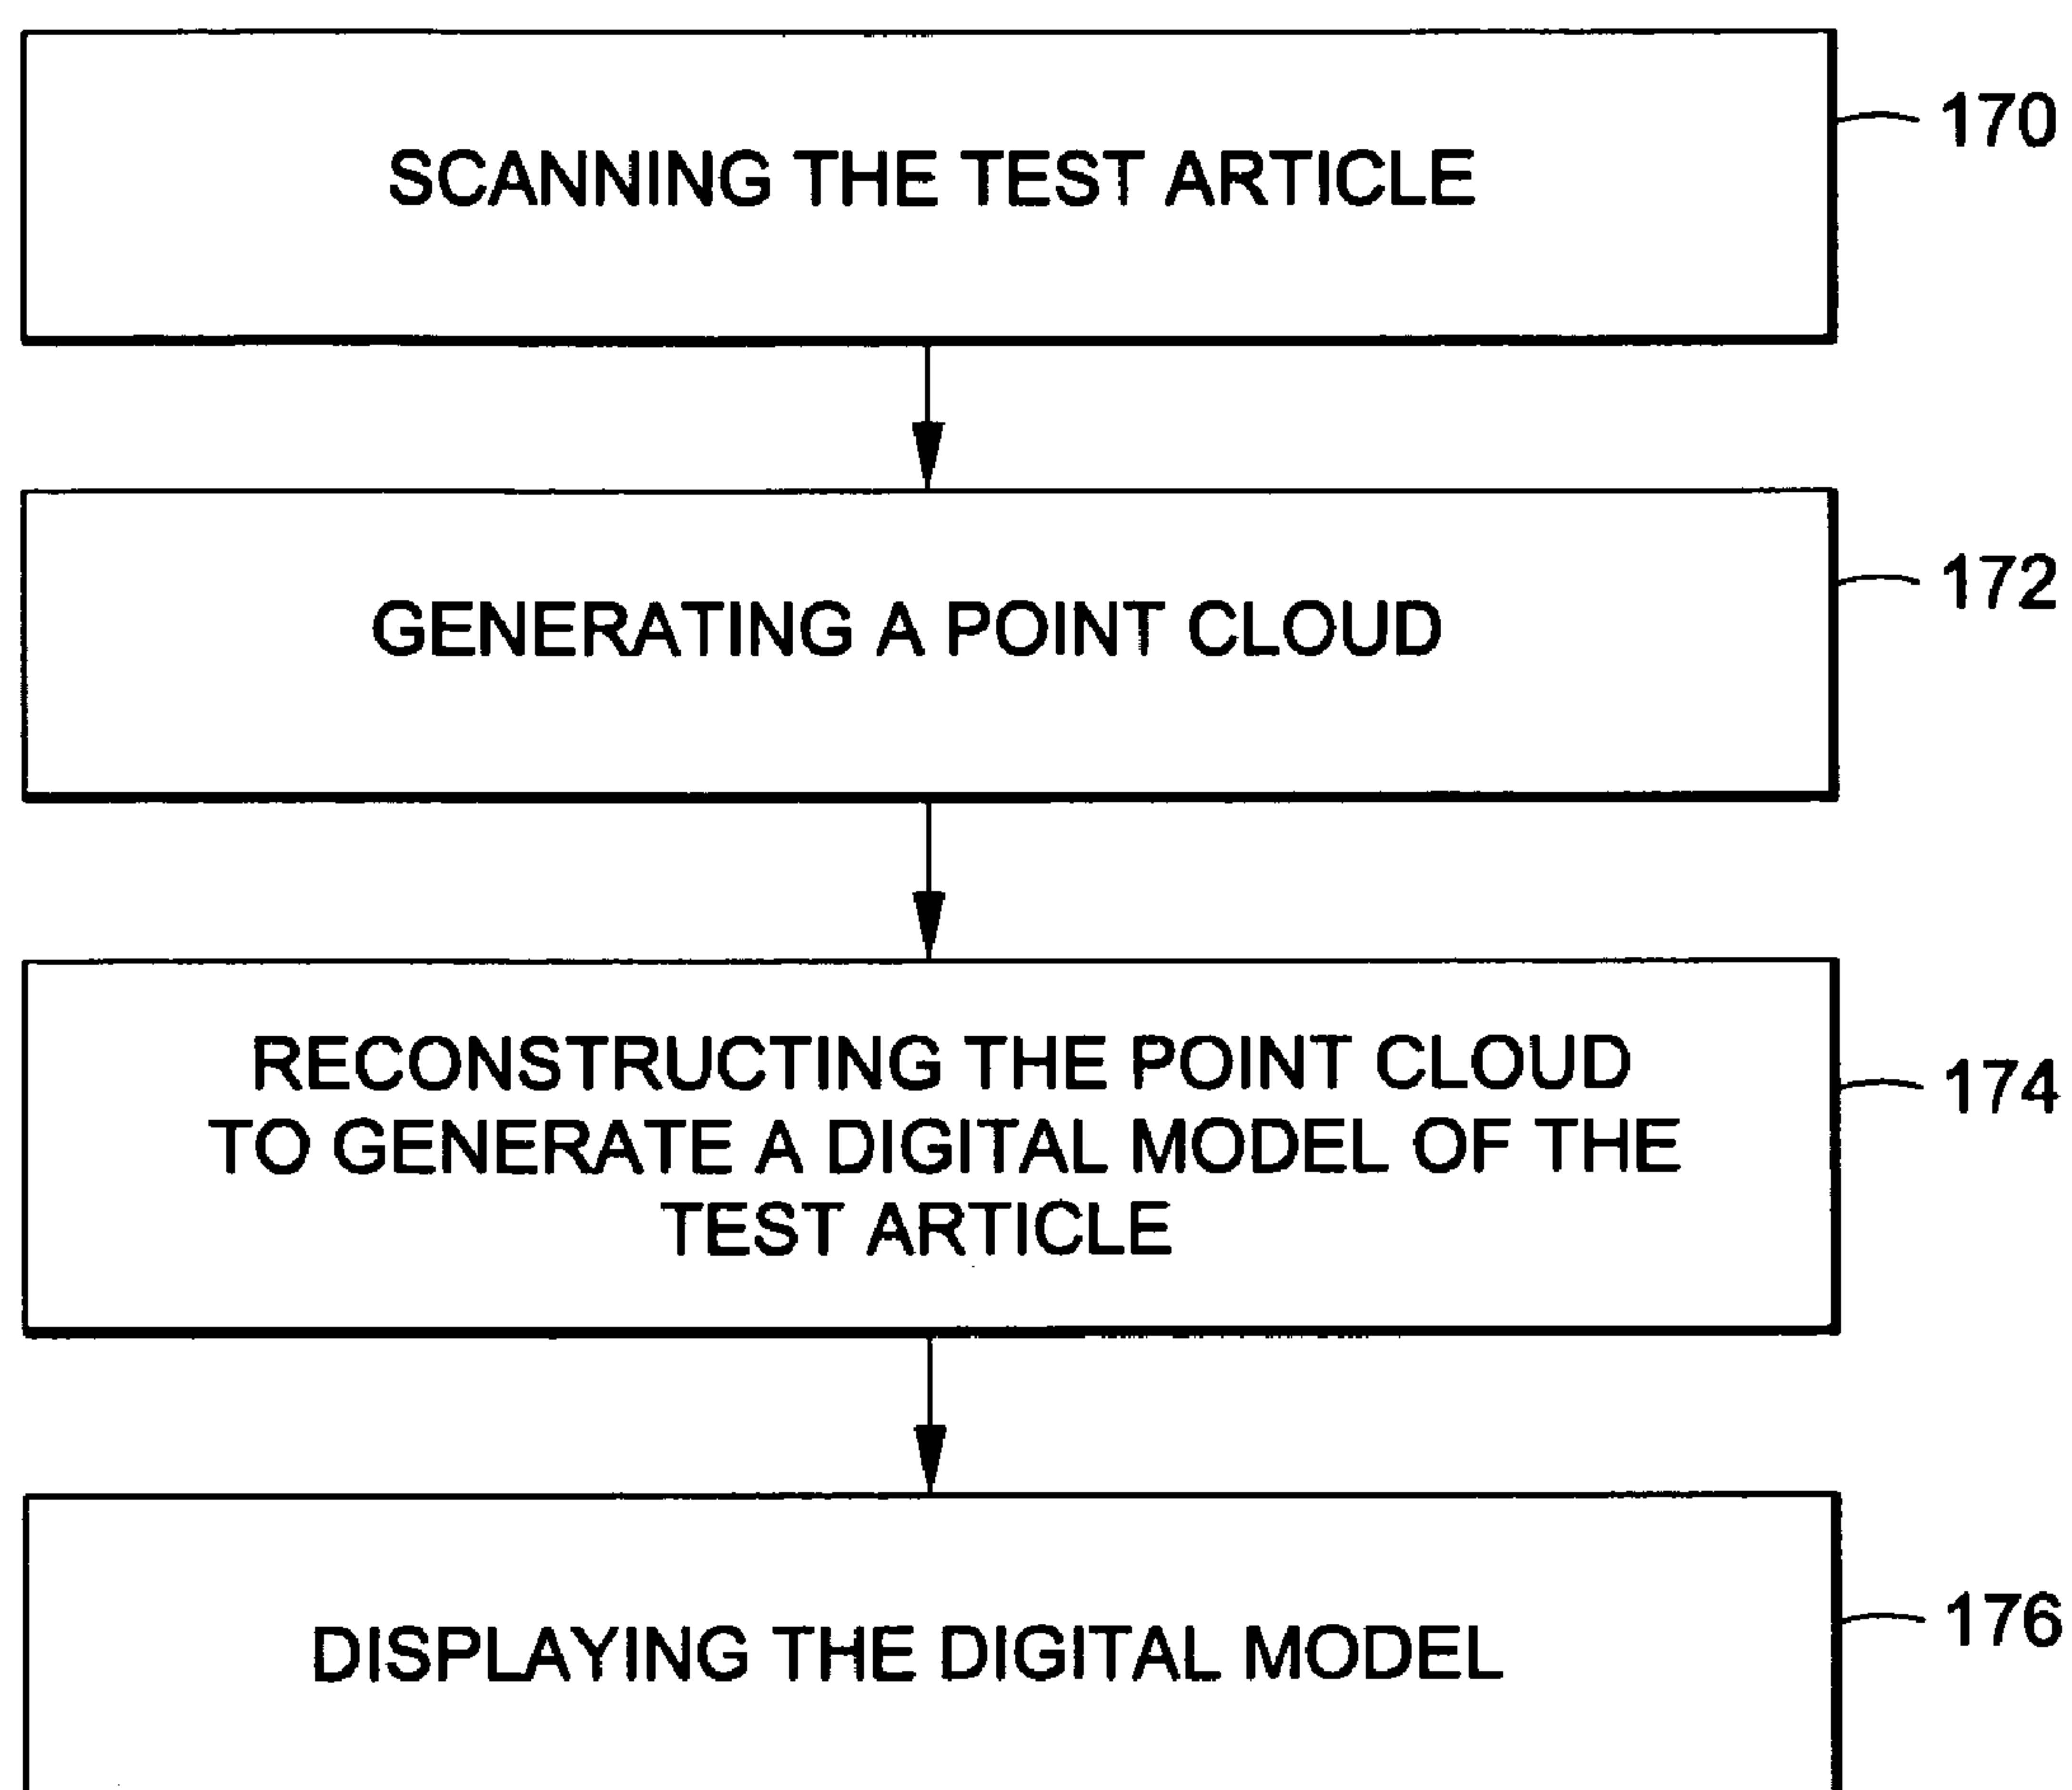 SCANNING THE TEST ARTICLE
170
GENERATING A POINT CLOUD
172
RECONSTRUCTING THE POINT CLOUD
TO GENERATE A DIGITAL MODEL OF THE
TEST ARTICLE
174
DISPLAYING THE DIGITAL MODEL
176